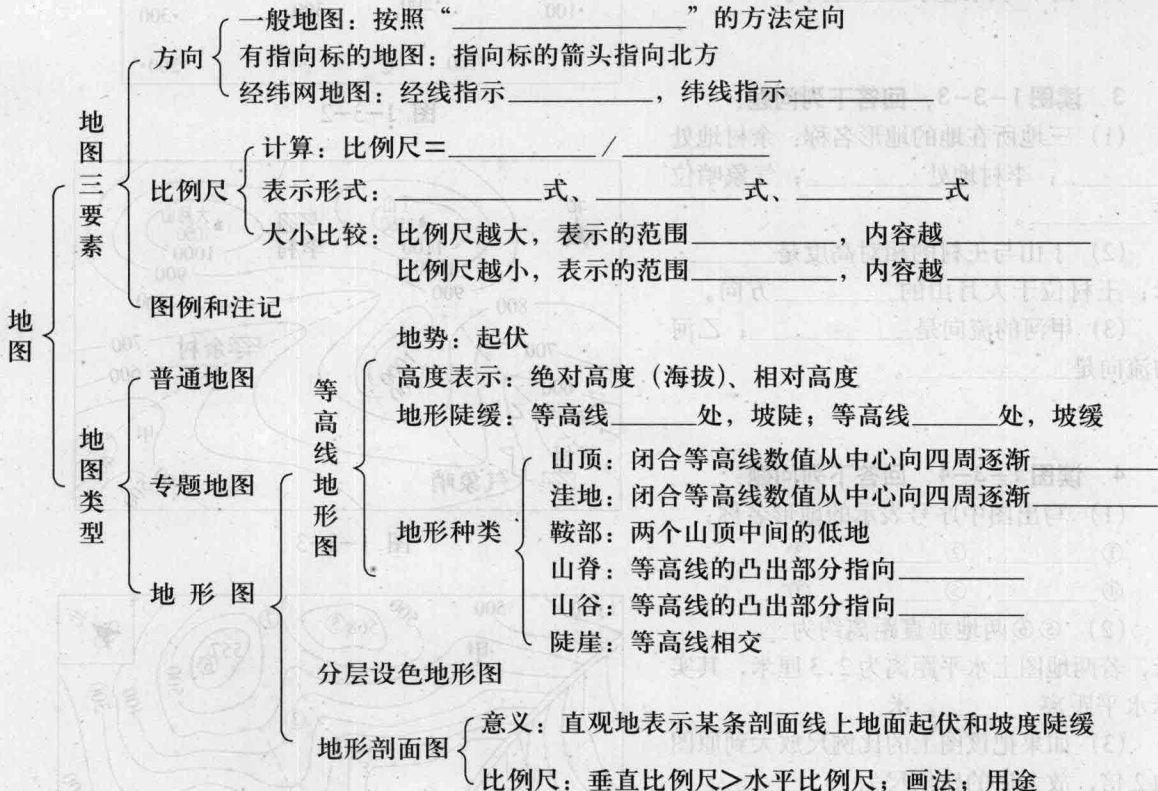 一般地图：按照“____________”的方法定向
方向
有指向标的地图：指向标的箭头指向北方
经纬网地图：经线指示________，纬线指示________
地图三要素
计算：比例尺＝________/________
比例尺
表示形式：________式、________式、________式
大小比较：比例尺越大，表示的范围________，内容越________
比例尺越小，表示的范围________，内容越________
图例和注记
地图
地势：起伏
普通地图
高度表示：绝对高度（海拔）、相对高度
等高线地形图
地形陡缓：等高线______处，坡陡；等高线______处，坡缓
地图类型
山顶：闭合等高线数值从中心向四周逐渐________
专题地图
洼地：闭合等高线数值从中心向四周逐渐________
地形种类
鞍部：两个山顶中间的低地
山脊：等高线的凸出部分指向________
地形图
山谷：等高线的凸出部分指向________
陡崖：等高线相交
分层设色地形图
意义：直观地表示某条剖面线上地面起伏和坡度陡缓
地形剖面图
比例尺：垂直比例尺＞水平比例尺；画法；用途